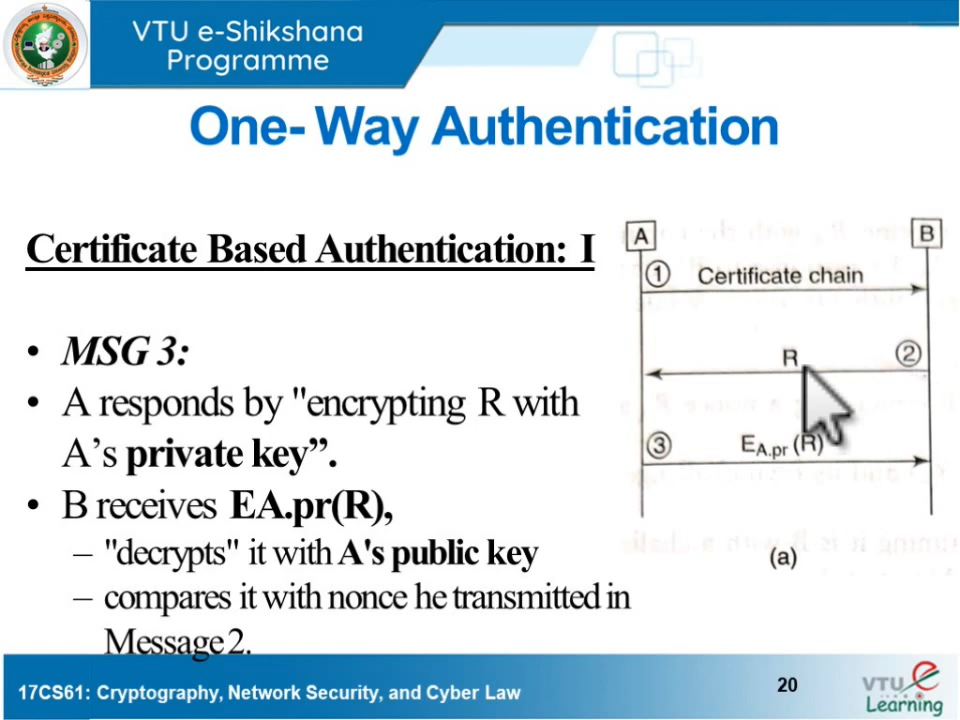 VTU e-Shikshana
Programme
One- Way Authentication
Certificate Based Authentication: I
• MSG 3:
• A responds by "encrypting R with
A’s private key”.
• B receives EA.pr(R),
– "decrypts" it with A's public key
– compares it with nonce he transmitted in
Message 2.
A
B
① Certificate chain
R ②
③ EA.pr (R)
(a)
17CS61: Cryptography, Network Security, and Cyber Law
20
VTU
Learning